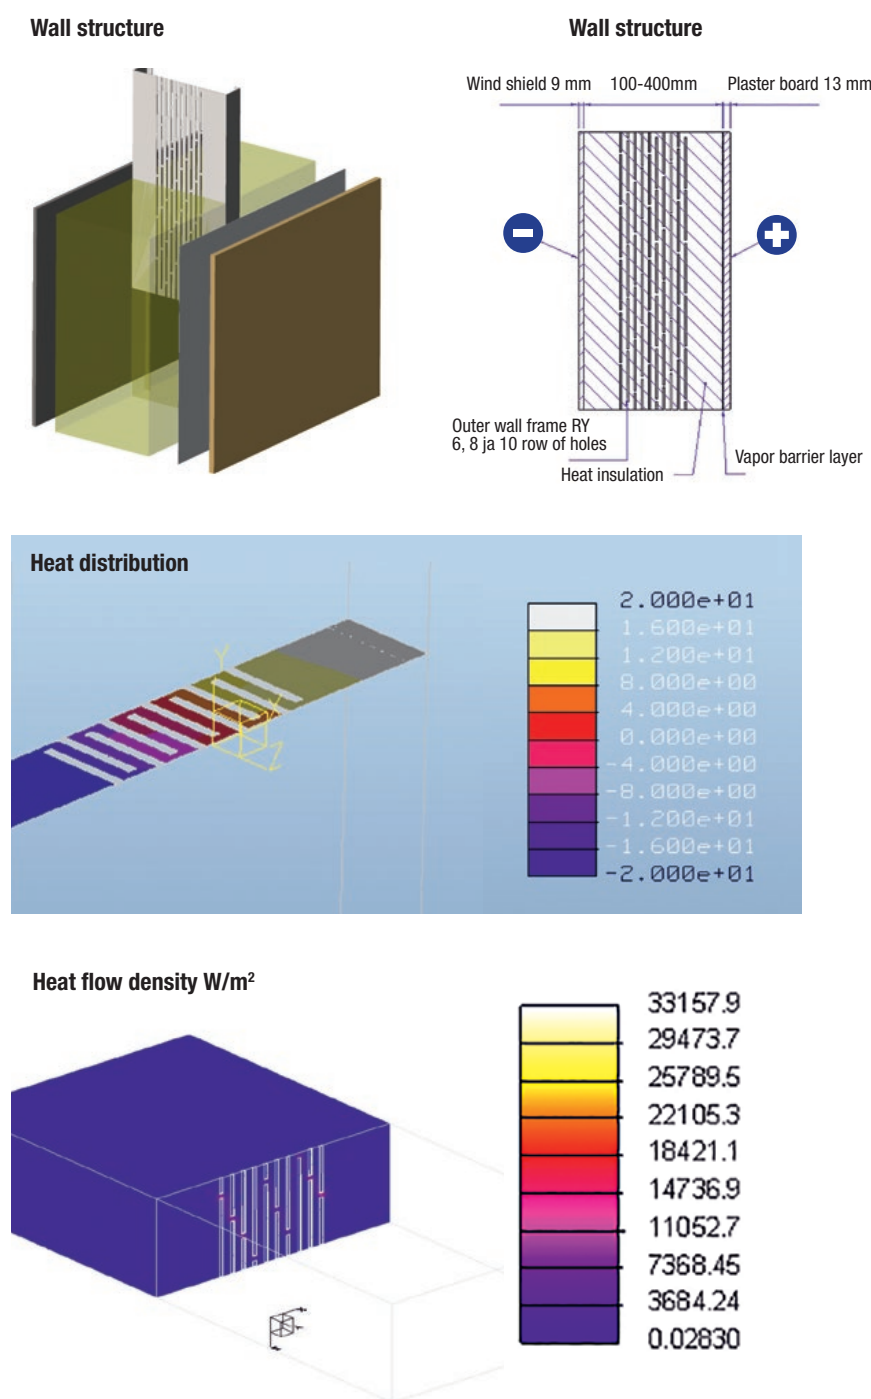 Wall structure
Wall structure
Wind shield 9 mm
100-400mm
Plaster board 13 mm
Outer wall frame RY
6, 8 ja 10 row of holes
Heat insulation
Vapor barrier layer
Heat distribution
Y
Z
2.000e+01
1.600e+01
1.200e+01
8.000e+00
4.000e+00
0.000e+00
-4.000e+00
-8.000e+00
-1.200e+01
-1.600e+01
-2.000e+01
Heat flow density W/m²
33157.9
29473.7
25789.5
22105.3
18421.1
14736.9
11052.7
7368.45
3684.24
0.02830